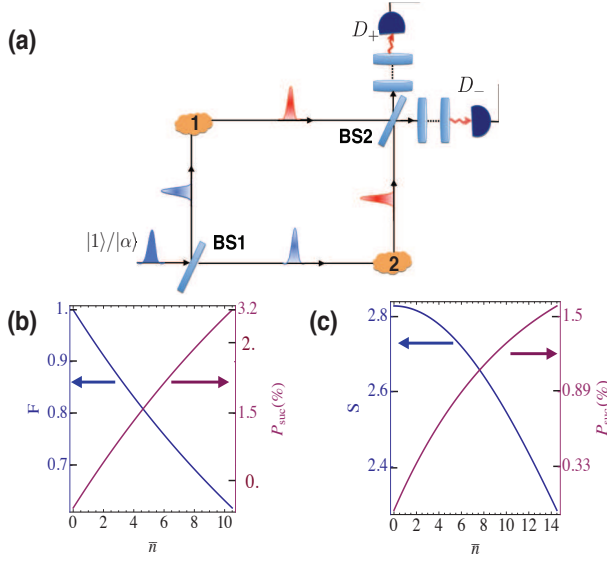 (a)
D₊
D₋
1
BS2
|1⟩/|α⟩
BS1
2
(b)
1.
0.9
0.8
0.7
F
3.2
2.
1.5
0.
P_suc(%)
0 2 4 6 8 10
n̅
(c)
2.8
2.6
2.4
S
1.5
0.89
0.33
P_suc(%)
0 2 4 6 8 10 12 14
n̅